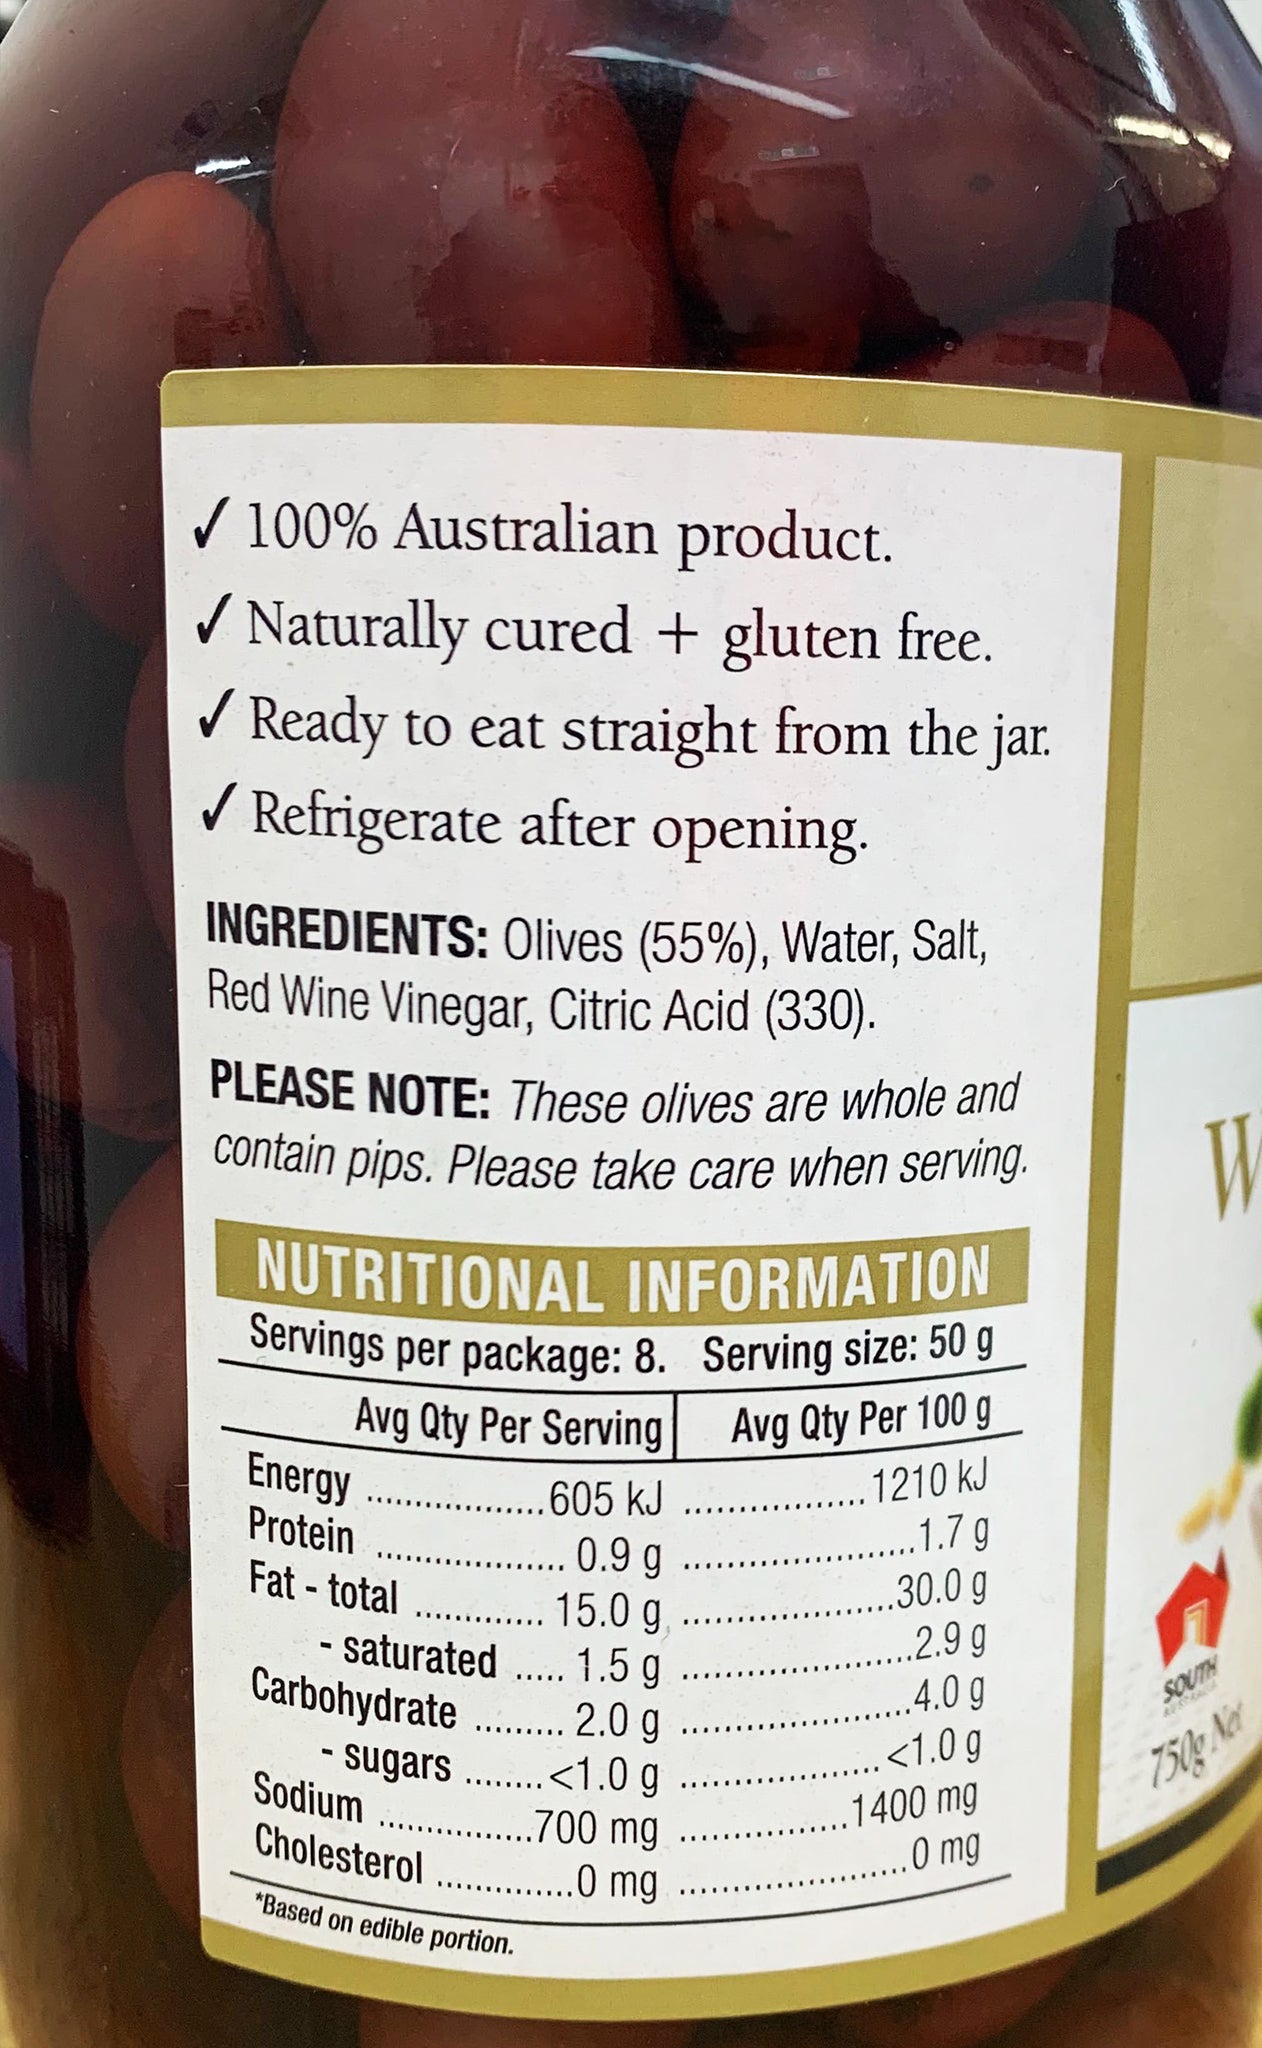 ✓ 100% Australian product.
✓ Naturally cured + gluten free.
✓ Ready to eat straight from the jar.
✓ Refrigerate after opening.
INGREDIENTS: Olives (55%), Water, Salt,
Red Wine Vinegar, Citric Acid (330).
PLEASE NOTE: These olives are whole and
contain pips. Please take care when serving.
NUTRITIONAL INFORMATION
Servings per package: 8. Serving size: 50 g
Avg Qty Per Serving Avg Qty Per 100 g
Energy ..................605 kJ ..................1210 kJ
Protein ................... 0.9 g ........................1.7 g
Fat - total ............. 15.0 g ......................30.0 g
- saturated ..... 1.5 g ........................2.9 g
Carbohydrate ......... 2.0 g ........................4.0 g
- sugars ........<1.0 g .....................<1.0 g
Sodium ................700 mg .................1400 mg
Cholesterol ..............0 mg .......................0 mg
*Based on edible portion.
W
SOUTH
AUSTRALIA
750g Net